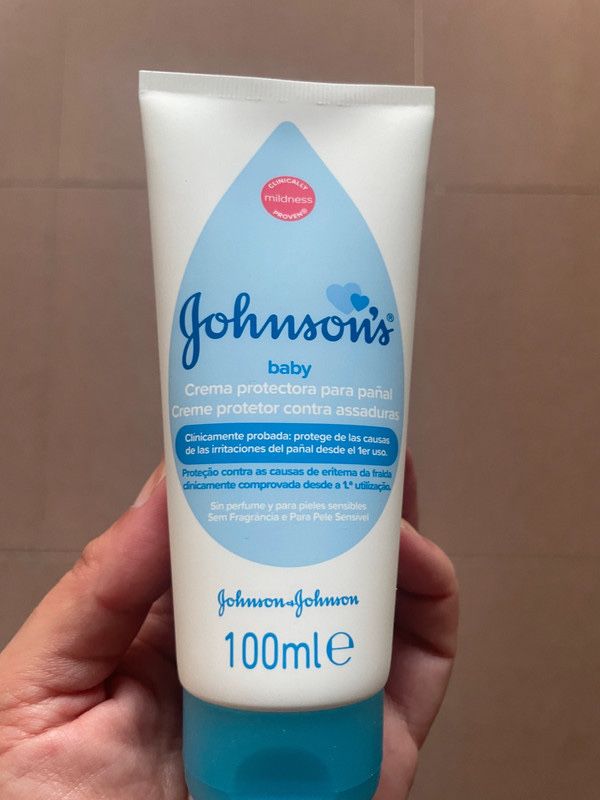 CLINICALLY
mildness
PROVEN®
Johnson's®
baby
Crema protectora para pañal
Creme protetor contra assaduras
Clínicamente probada: protege de las causas
de las irritaciones del pañal desde el 1er uso.
Proteção contra as causas de eritema da fralda
clinicamente comprovada desde a 1.ª utilização.
Sin perfume y para pieles sensibles
Sem Fragrância e Para Pele Sensível
Johnson & Johnson
100ml e